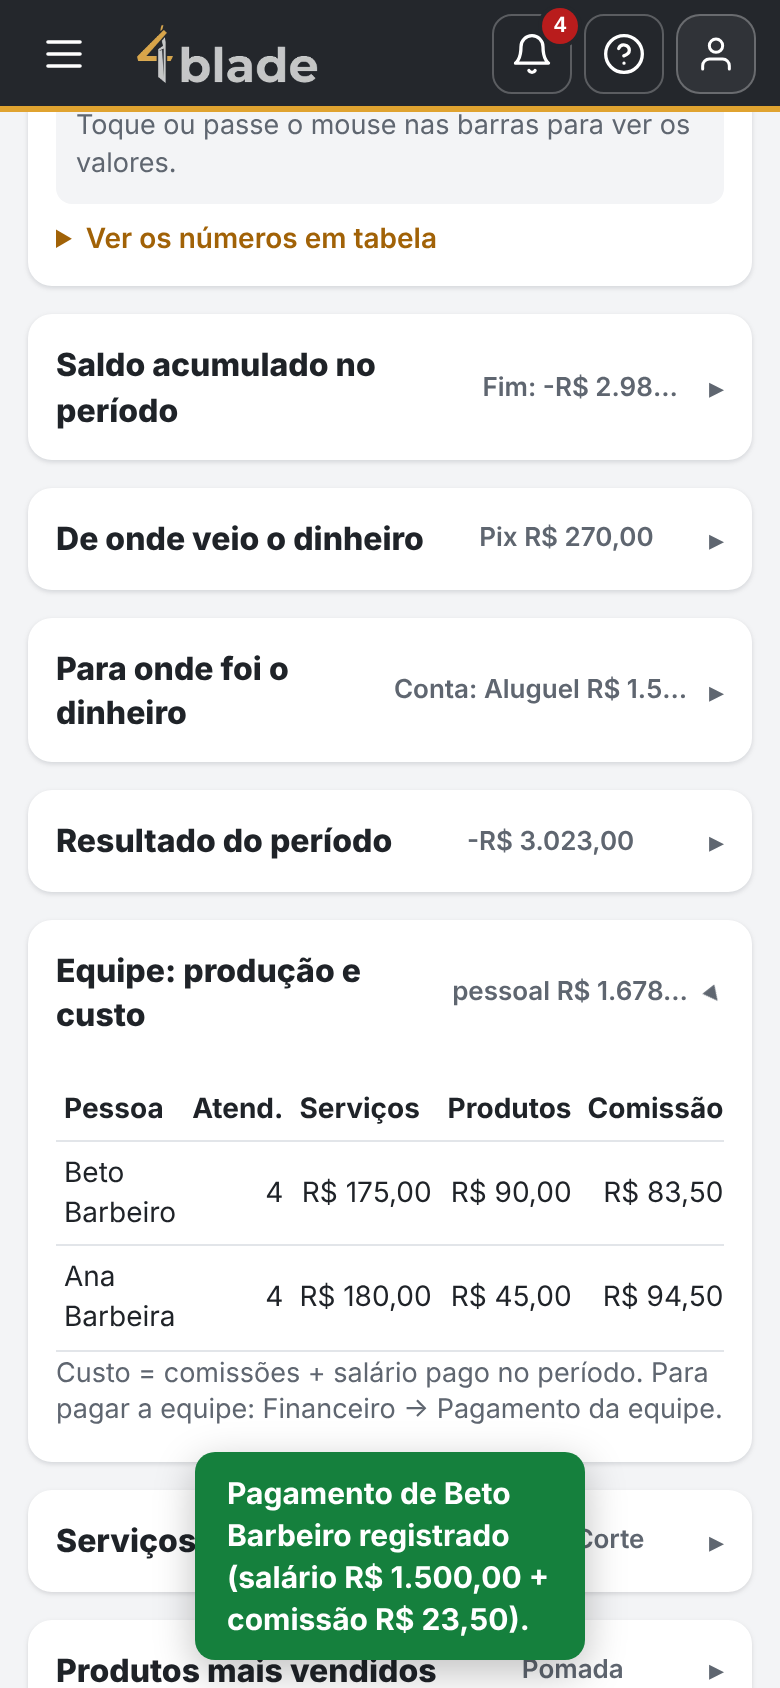 4blade
4
Toque ou passe o mouse nas barras para ver os
valores.
▶ Ver os números em tabela
Saldo acumulado no
período
Fim: -R$ 2.98...
De onde veio o dinheiro
Pix R$ 270,00
Para onde foi o
dinheiro
Conta: Aluguel R$ 1.5...
Resultado do período
-R$ 3.023,00
Equipe: produção e
custo
pessoal R$ 1.678...
Pessoa Atend. Serviços Produtos Comissão
Beto
Barbeiro
4 R$ 175,00 R$ 90,00 R$ 83,50
Ana
Barbeira
4 R$ 180,00 R$ 45,00 R$ 94,50
Custo = comissões + salário pago no período. Para
pagar a equipe: Financeiro → Pagamento da equipe.
Pagamento de Beto
Barbeiro registrado
(salário R$ 1.500,00 +
comissão R$ 23,50).
Serviços
Corte
Produtos mais vendidos
Pomada